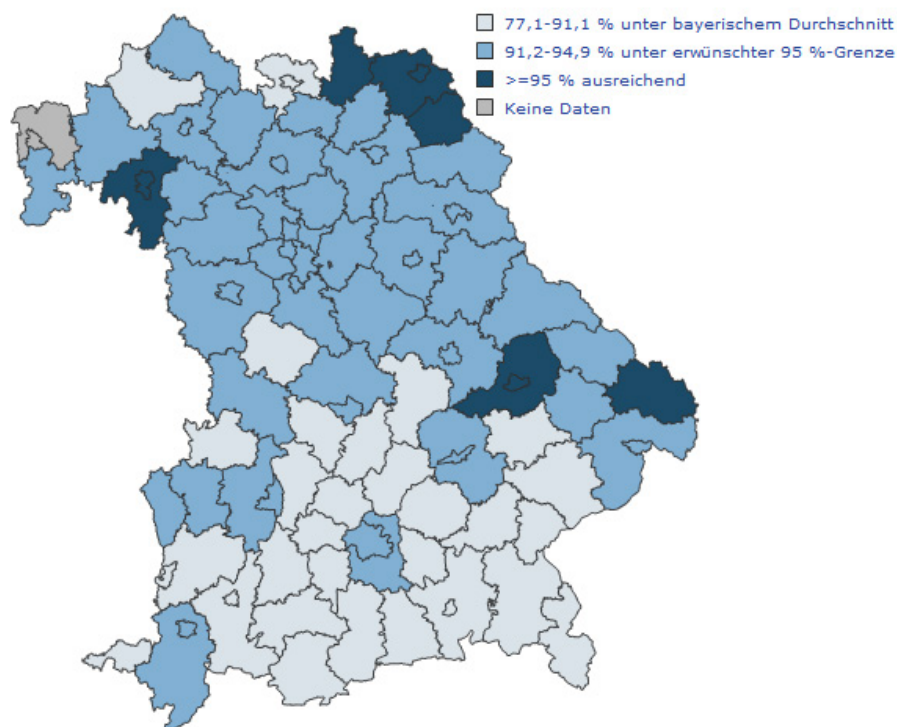 77,1-91,1 % unter bayerischem Durchschnitt
91,2-94,9 % unter erwünschter 95 %-Grenze
>=95 % ausreichend
Keine Daten